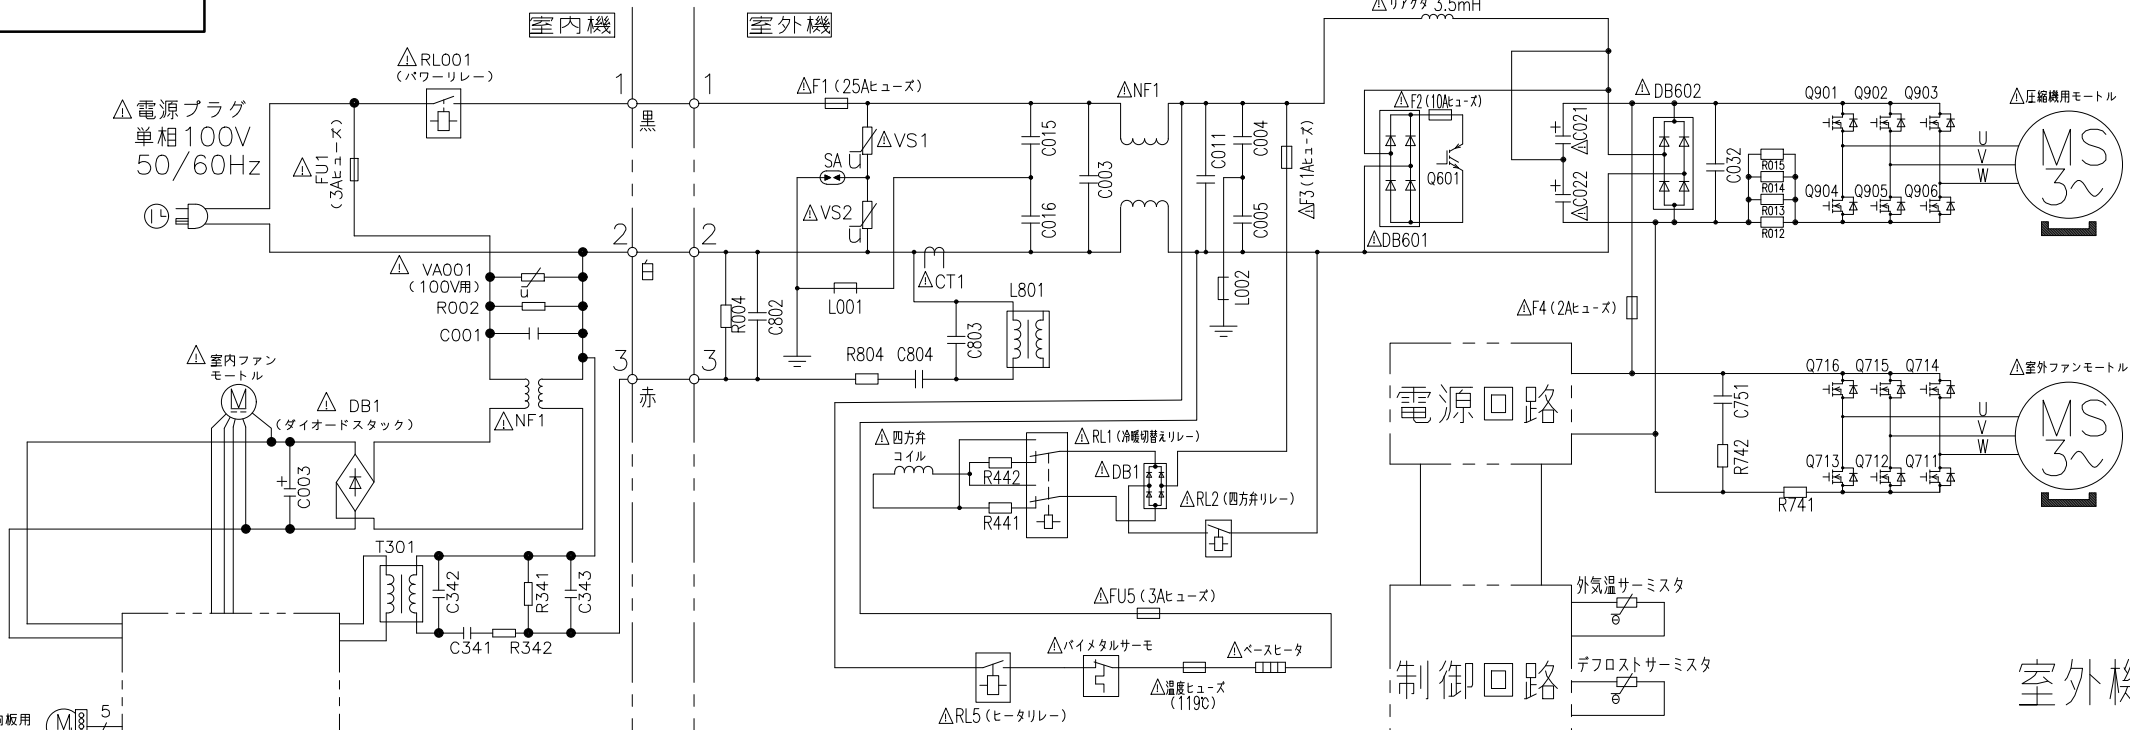 室内機
室外機
リアクタ 3.5mH
RL001
(パワーリレー)
電源プラグ
単相100V
50/60Hz
FU1
(3Aヒューズ)
1
1
黒
2
2
白
3
3
赤
F1 (25Aヒューズ)
VS1
SA
VS2
C015
C016
C003
NF1
C011
C004
C005
F3 (1Aヒューズ)
L002
F2 (10Aヒューズ)
Q601
DB601
C021
C022
DB602
C032
R015
R014
R013
R012
Q901
Q902
Q903
Q904
Q905
Q906
圧縮機用モートル
U
V
W
MS
3~
VA001
(100V用)
u
R002
C001
NF1
R004
C802
L001
CT1
L801
C803
R804
C804
F4 (2Aヒューズ)
室内ファン
モートル
M
DB1
(ダイオードスタック)
C003
T301
C342
R341
C343
C341
R342
四方弁
コイル
R442
R441
RL1 (冷暖切替えリレー)
DB1
RL2 (四方弁リレー)
FU5 (3Aヒューズ)
バイメタルサーモ
ベースヒータ
温度ヒューズ
(119℃)
RL5 (ヒータリレー)
電源回路
C751
R742
R741
Q716
Q715
Q714
Q713
Q712
Q711
室外ファンモートル
U
V
W
MS
3~
外気温サーミスタ
θ
制御回路
デフロストサーミスタ
θ
室外機
板用
M
8
5